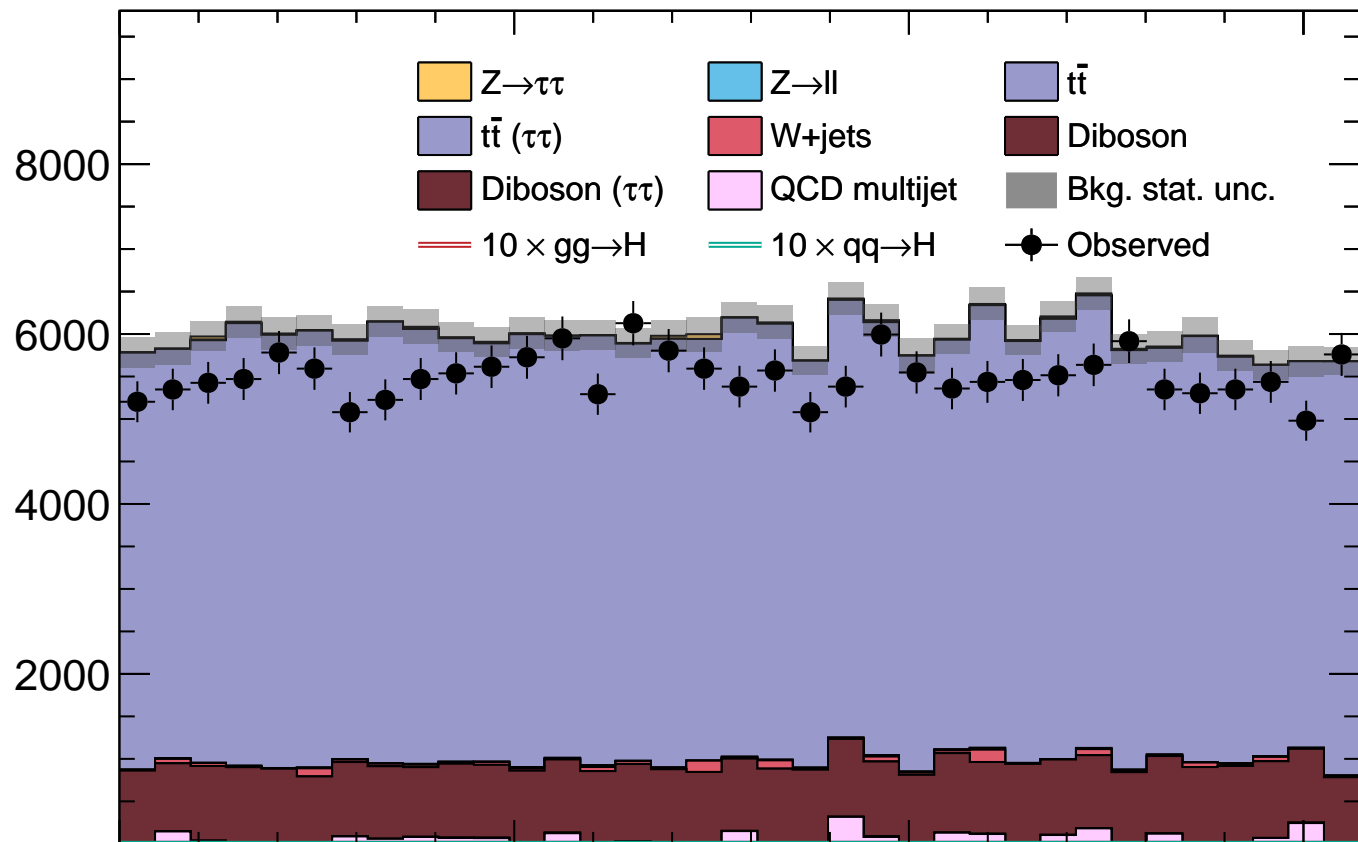 Z→ττ Z→ll tt̄
tt̄ (ττ) W+jets Diboson
8000
Diboson (ττ) QCD multijet Bkg. stat. unc.
10 × gg→H 10 × qq→H Observed
6000
4000
2000